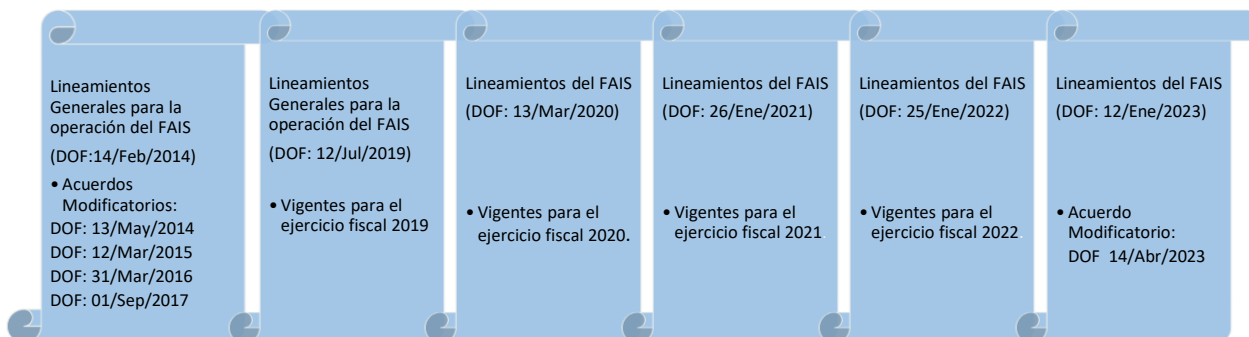 Lineamientos
Generales para la
operación del FAIS
(DOF:14/Feb/2014)
• Acuerdos
Modificatorios:
DOF: 13/May/2014
DOF: 12/Mar/2015
DOF: 31/Mar/2016
DOF: 01/Sep/2017
Lineamientos
Generales para la
operación del FAIS
(DOF: 12/Jul/2019)
• Vigentes para el
ejercicio fiscal 2019
Lineamientos del FAIS
(DOF: 13/Mar/2020)
• Vigentes para el
ejercicio fiscal 2020.
Lineamientos del FAIS
(DOF: 26/Ene/2021)
• Vigentes para el
ejercicio fiscal 2021
Lineamientos del FAIS
(DOF: 25/Ene/2022)
• Vigentes para el
ejercicio fiscal 2022.
Lineamientos del FAIS
(DOF: 12/Ene/2023)
• Acuerdo
Modificatorio:
DOF 14/Abr/2023